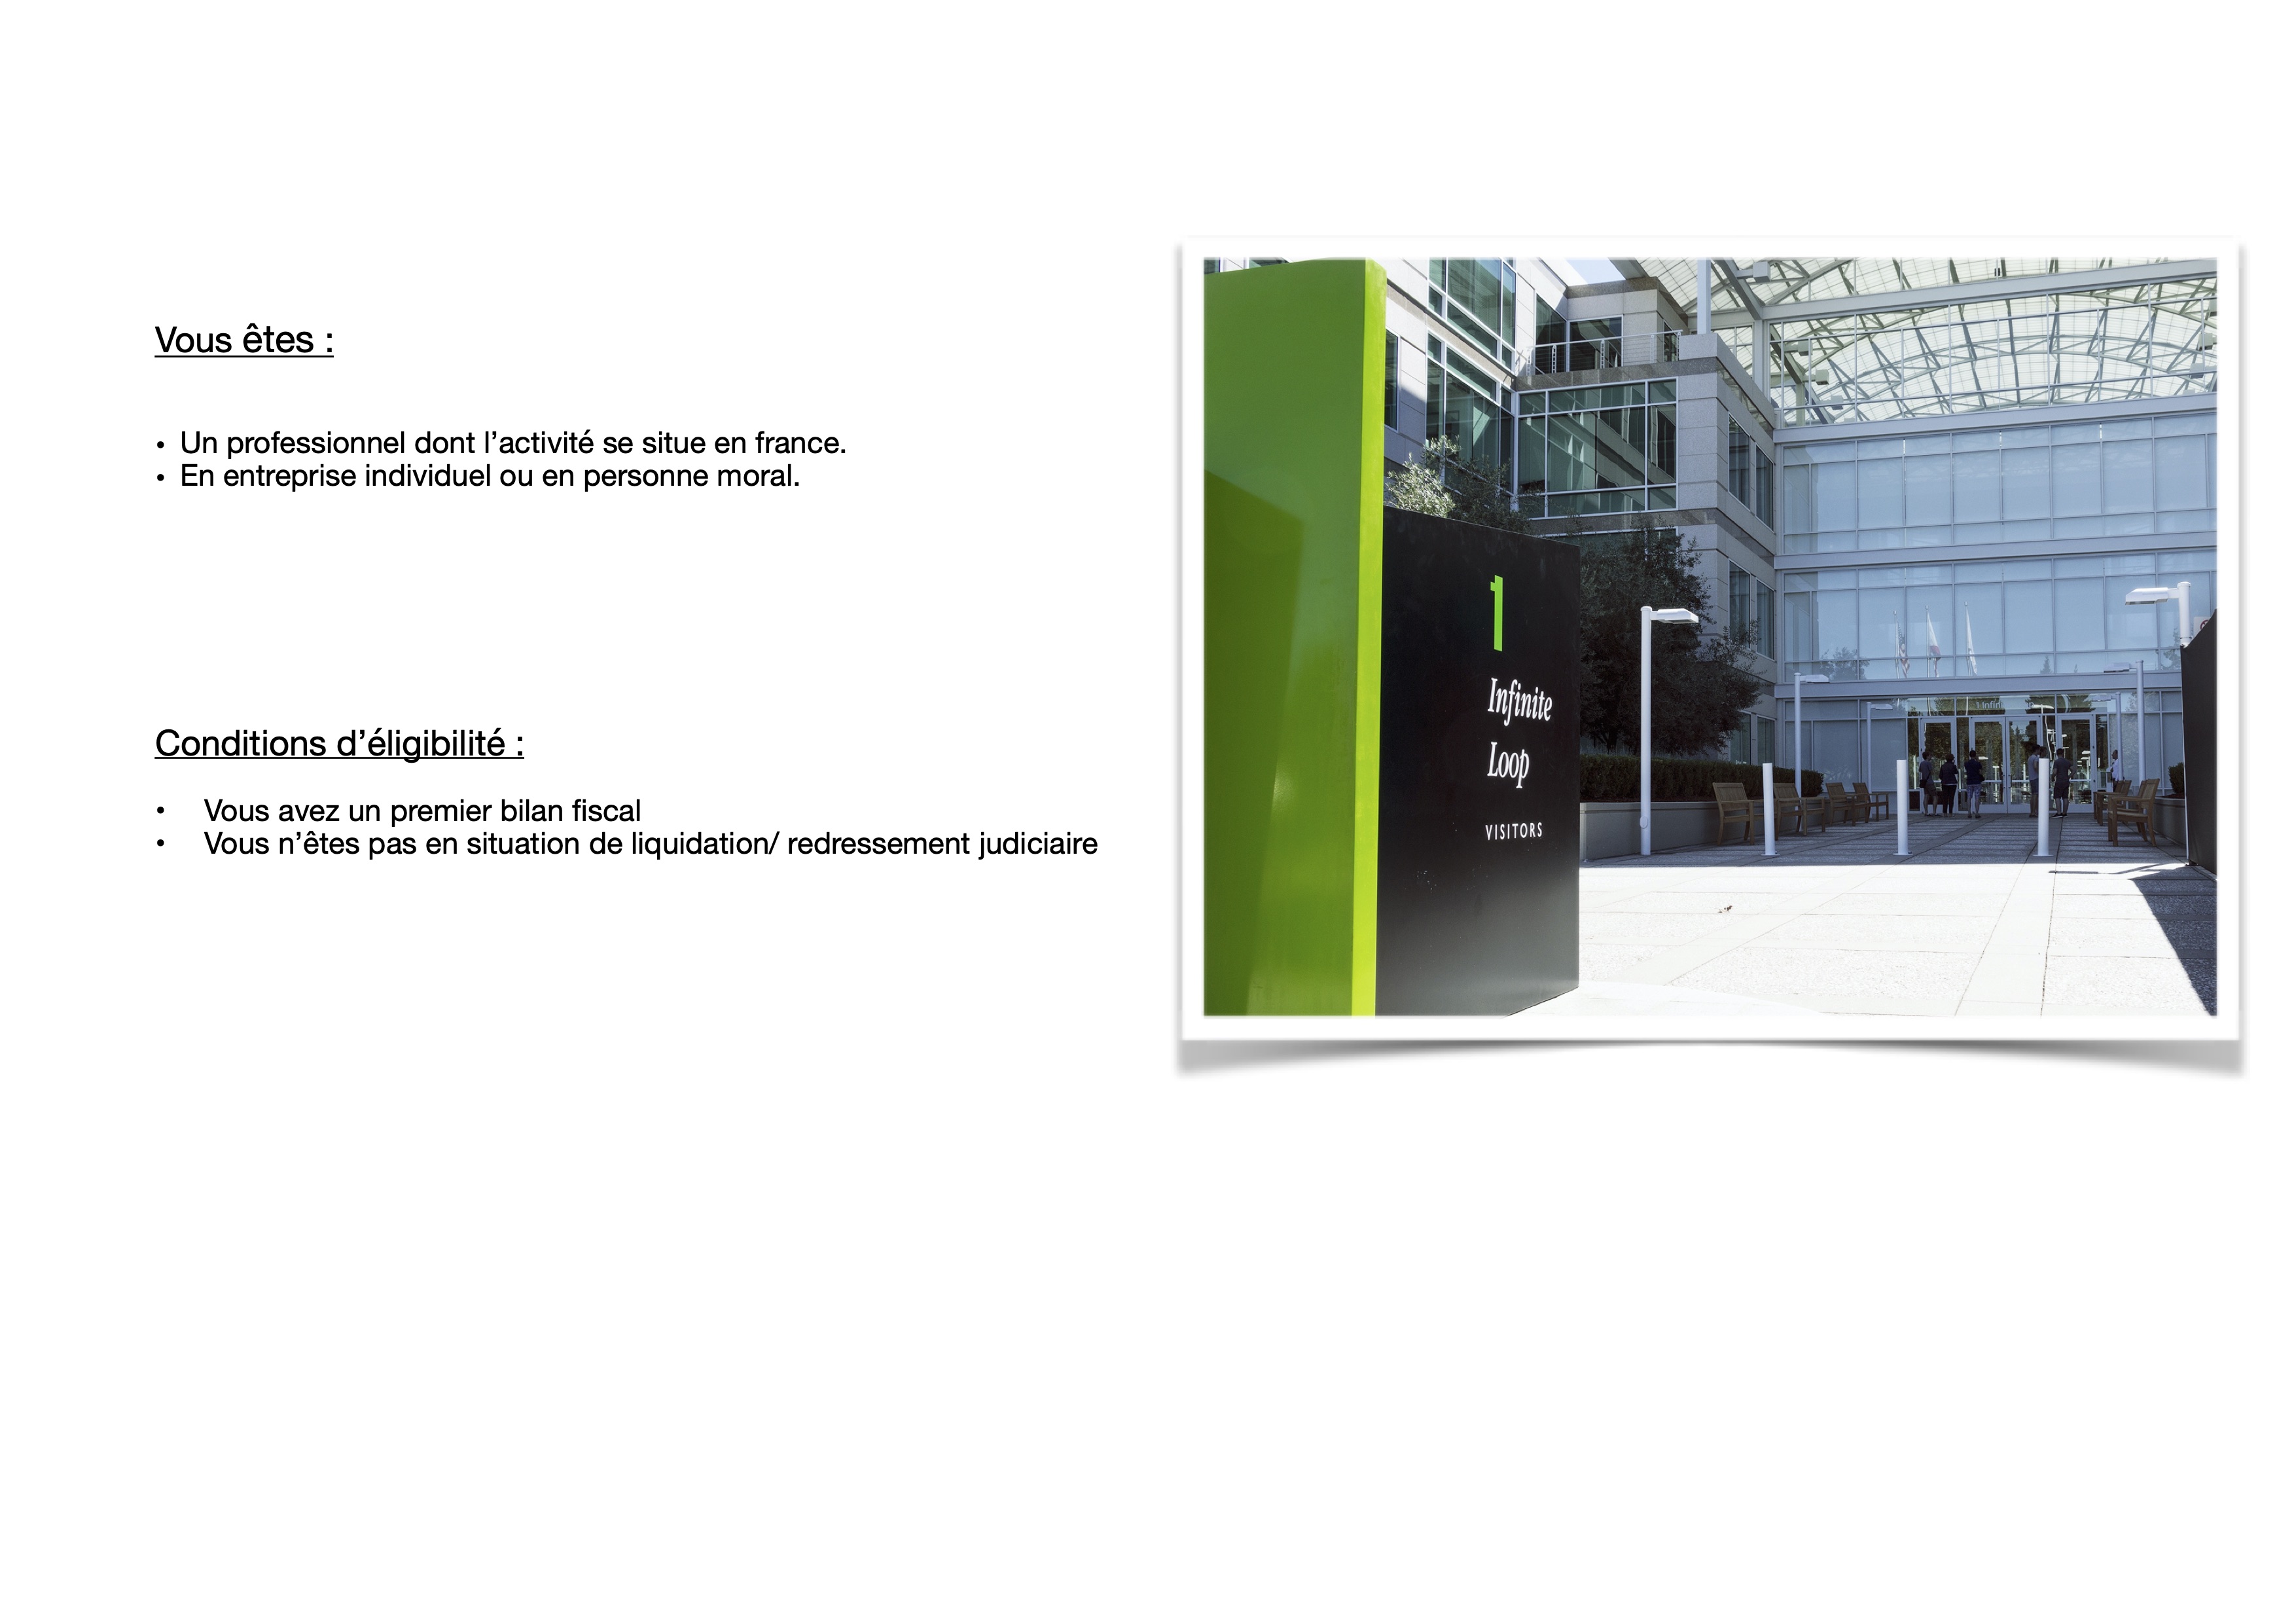 Vous êtes :
• Un professionnel dont l’activité se situe en france.
• En entreprise individuel ou en personne moral.
Conditions d’éligibilité :
• Vous avez un premier bilan fiscal
• Vous n’êtes pas en situation de liquidation/ redressement judiciaire
1
Infinite
Loop
VISITORS